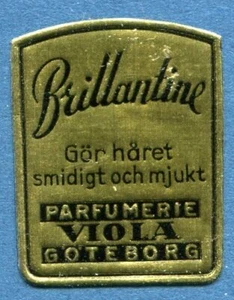 Brillantine
Gör håret
smidigt och mjukt
PARFUMERIE
VIOLA
GÖTEBORG